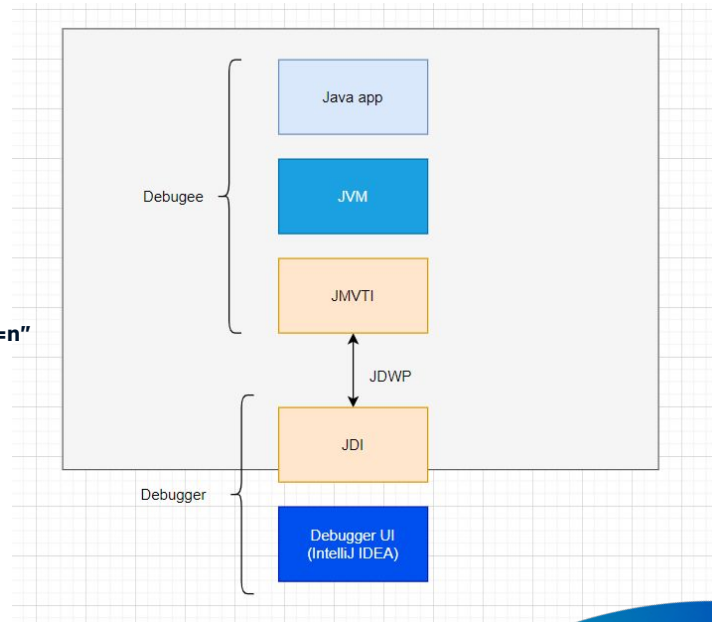 Java app
Debugee
JVM
JMVTI
=n”
JDWP
JDI
Debugger
Debugger UI
(IntelliJ IDEA)